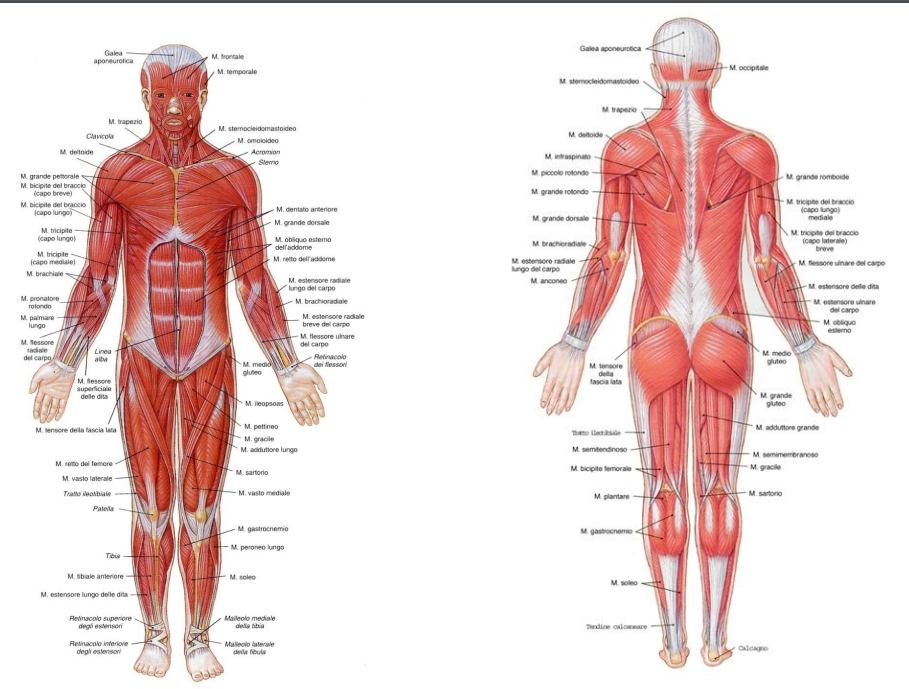 Galea
aponeurotica
M. frontale
M. temporale
M. trapezio
Clavicola
M. deltoide
M. grande pettorale
M. bicipite del braccio
(capo breve)
M. bicipite del braccio
(capo lungo)
M. tricipite
(capo lungo)
M. tricipite
(capo mediale)
M. brachiale
M. pronatore
rotondo
M. palmare
lungo
M. flessore
radiale
del carpo
Linea
alba
M. flessore
superficiale
delle dita
M. tensore della fascia lata
M. retto del femore
M. vasto laterale
Tratto ileotibiale
Patella
Tibia
M. tibiale anteriore
M. estensore lungo delle dita
Retinacolo superiore
degli estensori
Retinacolo inferiore
degli estensori
M. sternocleidomastoideo
M. omoioideo
Acromion
Sterno
M. dentato anteriore
M. grande dorsale
M. obliquo esterno
dell'addome
M. retto dell'addome
M. estensore radiale
lungo del carpo
M. brachioradiale
M. estensore radiale
breve del carpo
M. flessore ulnare
del carpo
Retinacolo
dei flessori
M. medio
gluteo
M. ileopsoas
M. pettineo
M. gracile
M. adduttore lungo
M. sartorio
M. vasto mediale
M. gastrocnemio
M. peroneo lungo
M. soleo
Malleolo mediale
della tibia
Malleolo laterale
della fibula
Galea aponeurotica
M. occipitale
M. sternocleidomastoideo
M. trapezio
M. deltoide
M. infraspinato
M. piccolo rotondo
M. grande rotondo
M. grande dorsale
M. brachioradiale
M. estensore radiale
lungo del carpo
M. anconeo
M. tensore
della
fascia lata
Tratto ileotibiale
M. semitendinoso
M. bicipite femorale
M. plantare
M. gastrocnemio
M. soleo
Tendine calcaneare
M. grande romboide
M. tricipite del braccio
(capo lungo)
mediale
M. tricipite del braccio
(capo laterale)
breve
M. flessore ulnare del carpo
M. estensore delle dita
M. estensore ulnare
del carpo
M. obliquo
esterno
M. medio
gluteo
M. grande
gluteo
M. adduttore grande
M. semimembranoso
M. gracile
M. sartorio
Calcagno